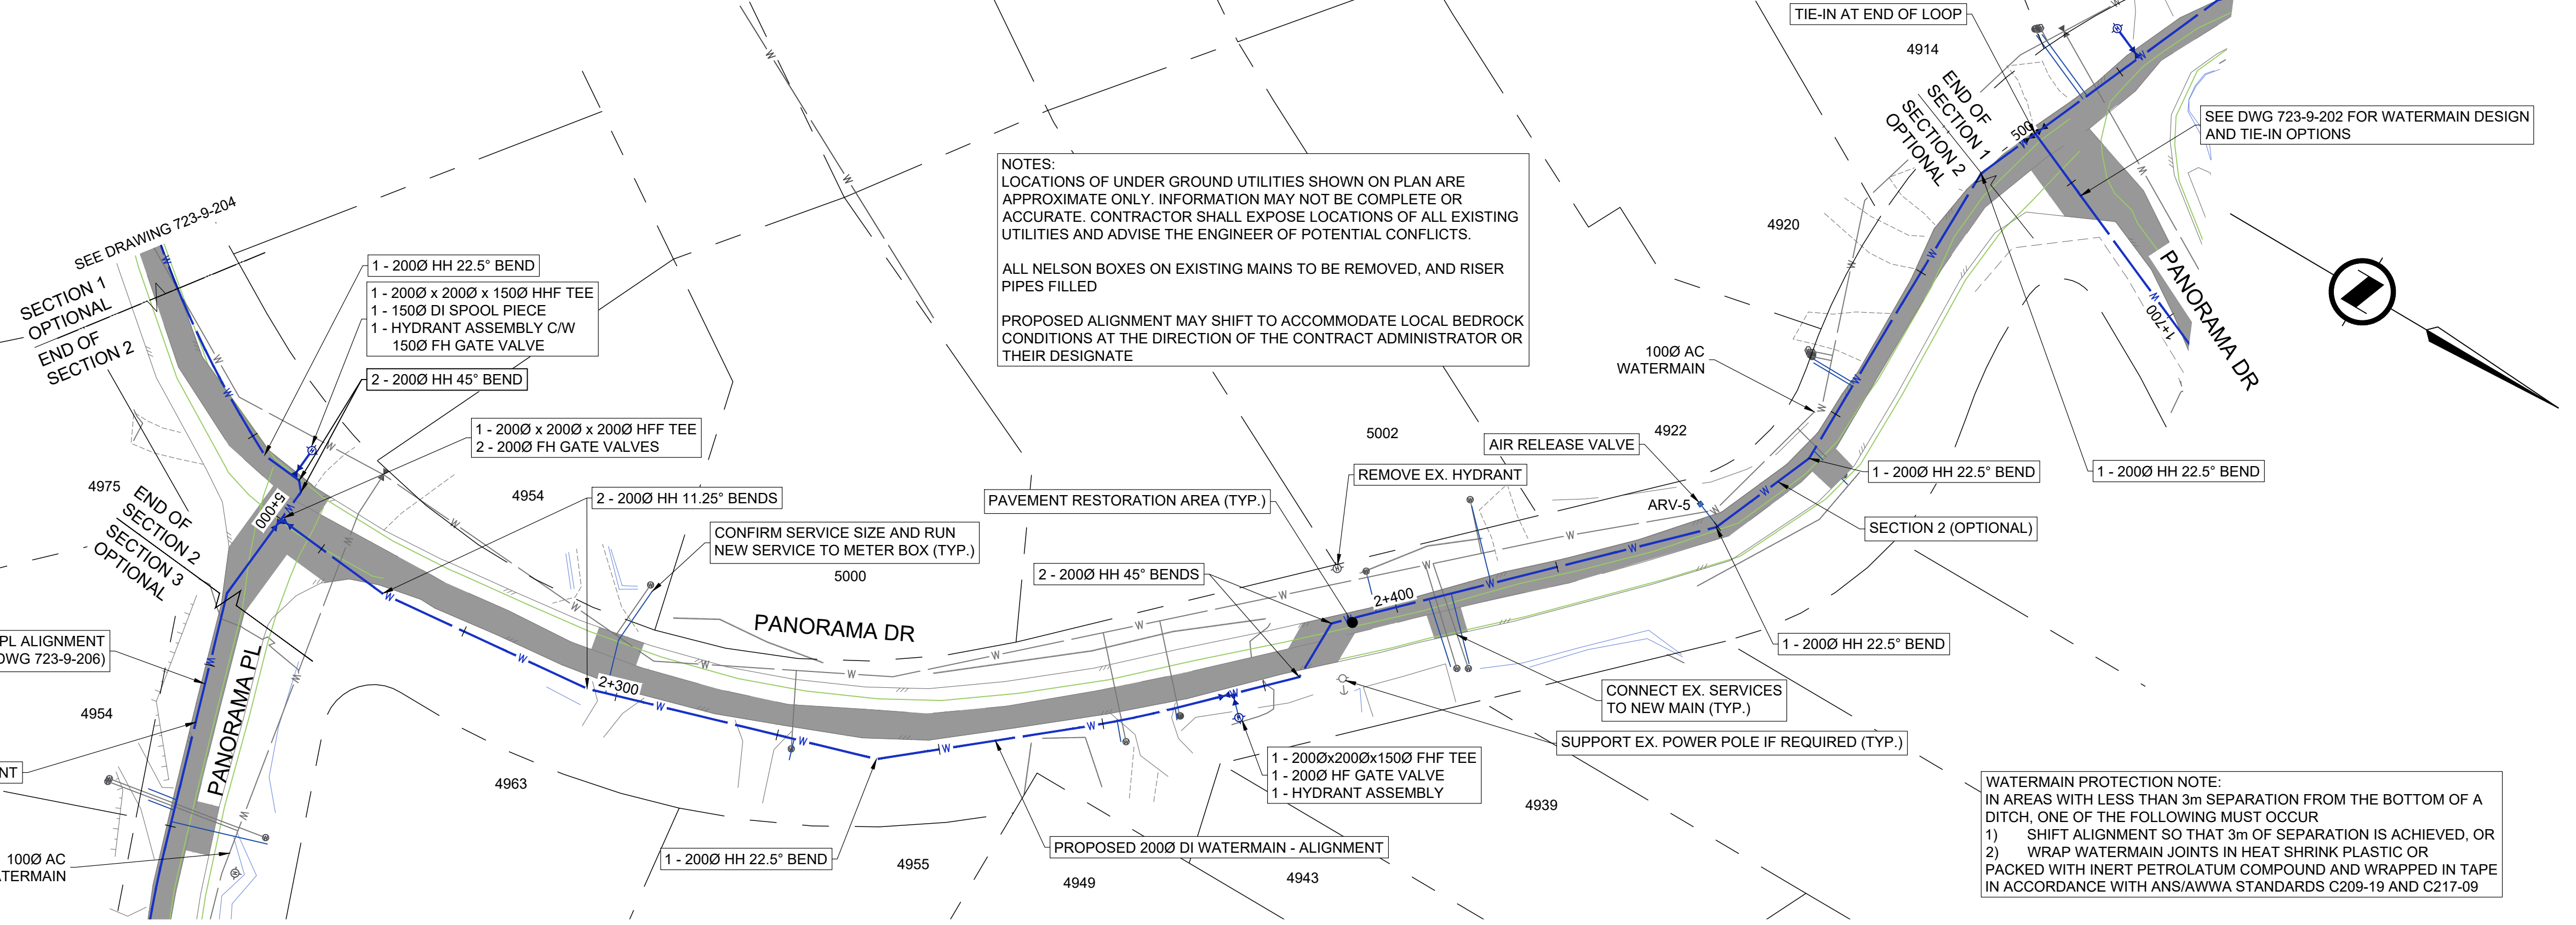 TIE-IN AT END OF LOOP
4914
END OF
SECTION 1
SECTION 2
OPTIONAL
500
SEE DWG 723-9-202 FOR WATERMAIN DESIGN
AND TIE-IN OPTIONS
NOTES:
LOCATIONS OF UNDER GROUND UTILITIES SHOWN ON PLAN ARE
APPROXIMATE ONLY. INFORMATION MAY NOT BE COMPLETE OR
ACCURATE. CONTRACTOR SHALL EXPOSE LOCATIONS OF ALL EXISTING
UTILITIES AND ADVISE THE ENGINEER OF POTENTIAL CONFLICTS.
ALL NELSON BOXES ON EXISTING MAINS TO BE REMOVED, AND RISER
PIPES FILLED
PROPOSED ALIGNMENT MAY SHIFT TO ACCOMMODATE LOCAL BEDROCK
CONDITIONS AT THE DIRECTION OF THE CONTRACT ADMINISTRATOR OR
THEIR DESIGNATE
4920
PANORAMA DR
1+700
SEE DRAWING 723-9-204
SECTION 1
OPTIONAL
END OF
SECTION 2
1 - 200Ø HH 22.5° BEND
1 - 200Ø x 200Ø x 150Ø HHF TEE
1 - 150Ø DI SPOOL PIECE
1 - HYDRANT ASSEMBLY C/W
150Ø FH GATE VALVE
2 - 200Ø HH 45° BEND
1 - 200Ø x 200Ø x 200Ø HFF TEE
2 - 200Ø FH GATE VALVES
100Ø AC
WATERMAIN
5002
4922
AIR RELEASE VALVE
REMOVE EX. HYDRANT
1 - 200Ø HH 22.5° BEND
1 - 200Ø HH 22.5° BEND
4975
END OF
SECTION 2
SECTION 3
OPTIONAL
5+000
4954
2 - 200Ø HH 11.25° BENDS
PAVEMENT RESTORATION AREA (TYP.)
ARV-5
SECTION 2 (OPTIONAL)
CONFIRM SERVICE SIZE AND RUN
NEW SERVICE TO METER BOX (TYP.)
5000
2 - 200Ø HH 45° BENDS
2+400
PANORAMA DR
1 - 200Ø HH 22.5° BEND
PL ALIGNMENT
DWG 723-9-206)
PANORAMA PL
2+300
4954
CONNECT EX. SERVICES
TO NEW MAIN (TYP.)
SUPPORT EX. POWER POLE IF REQUIRED (TYP.)
NT
4963
1 - 200Øx200Øx150Ø FHF TEE
1 - 200Ø HF GATE VALVE
1 - HYDRANT ASSEMBLY
4939
WATERMAIN PROTECTION NOTE:
IN AREAS WITH LESS THAN 3m SEPARATION FROM THE BOTTOM OF A
DITCH, ONE OF THE FOLLOWING MUST OCCUR
1) SHIFT ALIGNMENT SO THAT 3m OF SEPARATION IS ACHIEVED, OR
2) WRAP WATERMAIN JOINTS IN HEAT SHRINK PLASTIC OR
PACKED WITH INERT PETROLATUM COMPOUND AND WRAPPED IN TAPE
IN ACCORDANCE WITH ANS/AWWA STANDARDS C209-19 AND C217-09
100Ø AC
TERMAIN
1 - 200Ø HH 22.5° BEND
4955
PROPOSED 200Ø DI WATERMAIN - ALIGNMENT
4949
4943